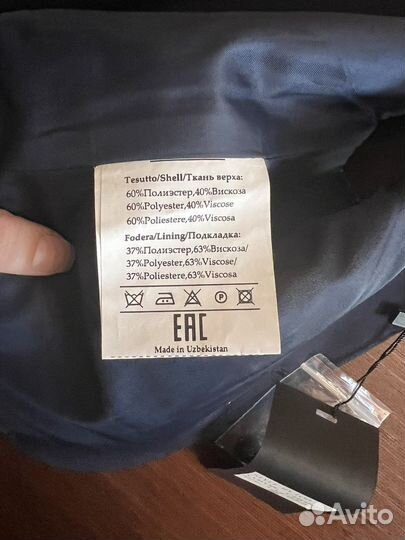 Tesutto/Shell/Ткань верха:
60%Полиэстер,40%Вискоза
60%Polyester,40%Viscose
60%Poliestere,40%Viscosa
Fodera/Lining/Подкладка:
37%Полиэстер,63%Вискоза/
37%Polyester,63%Viscose/
37%Poliestere,63%Viscosa
P
EAC
Made in Uzbekistan
Avito